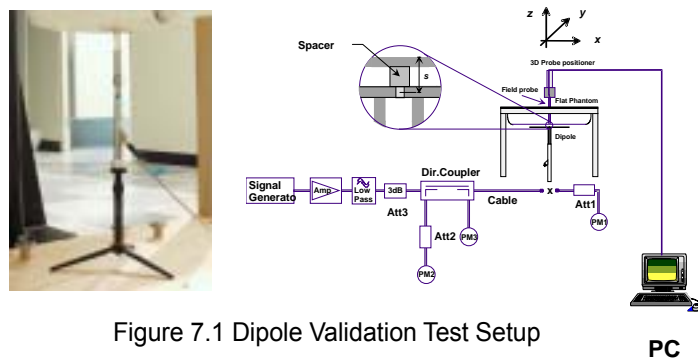 z
y
x
3D Probe positioner
Spacer
s
Field probe
Flat Phantom
Dipole
Signal
Generato
Amp
Low
Pass
3dB
Att3
Dir.Coupler
Cable
x
Att1
PM1
Att2
PM3
PM2
PC
Figure 7.1 Dipole Validation Test Setup